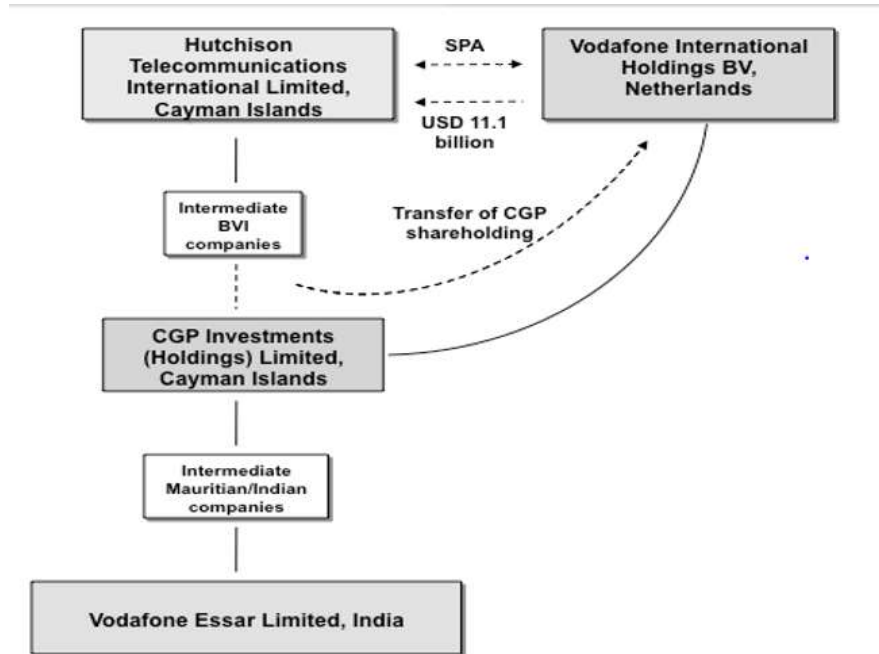 Hutchison
Telecommunications
International Limited,
Cayman Islands
SPA
USD 11.1
billion
Vodafone International
Holdings BV,
Netherlands
Intermediate
BVI
companies
Transfer of CGP
shareholding
CGP Investments
(Holdings) Limited,
Cayman Islands
Intermediate
Mauritian/Indian
companies
Vodafone Essar Limited, India